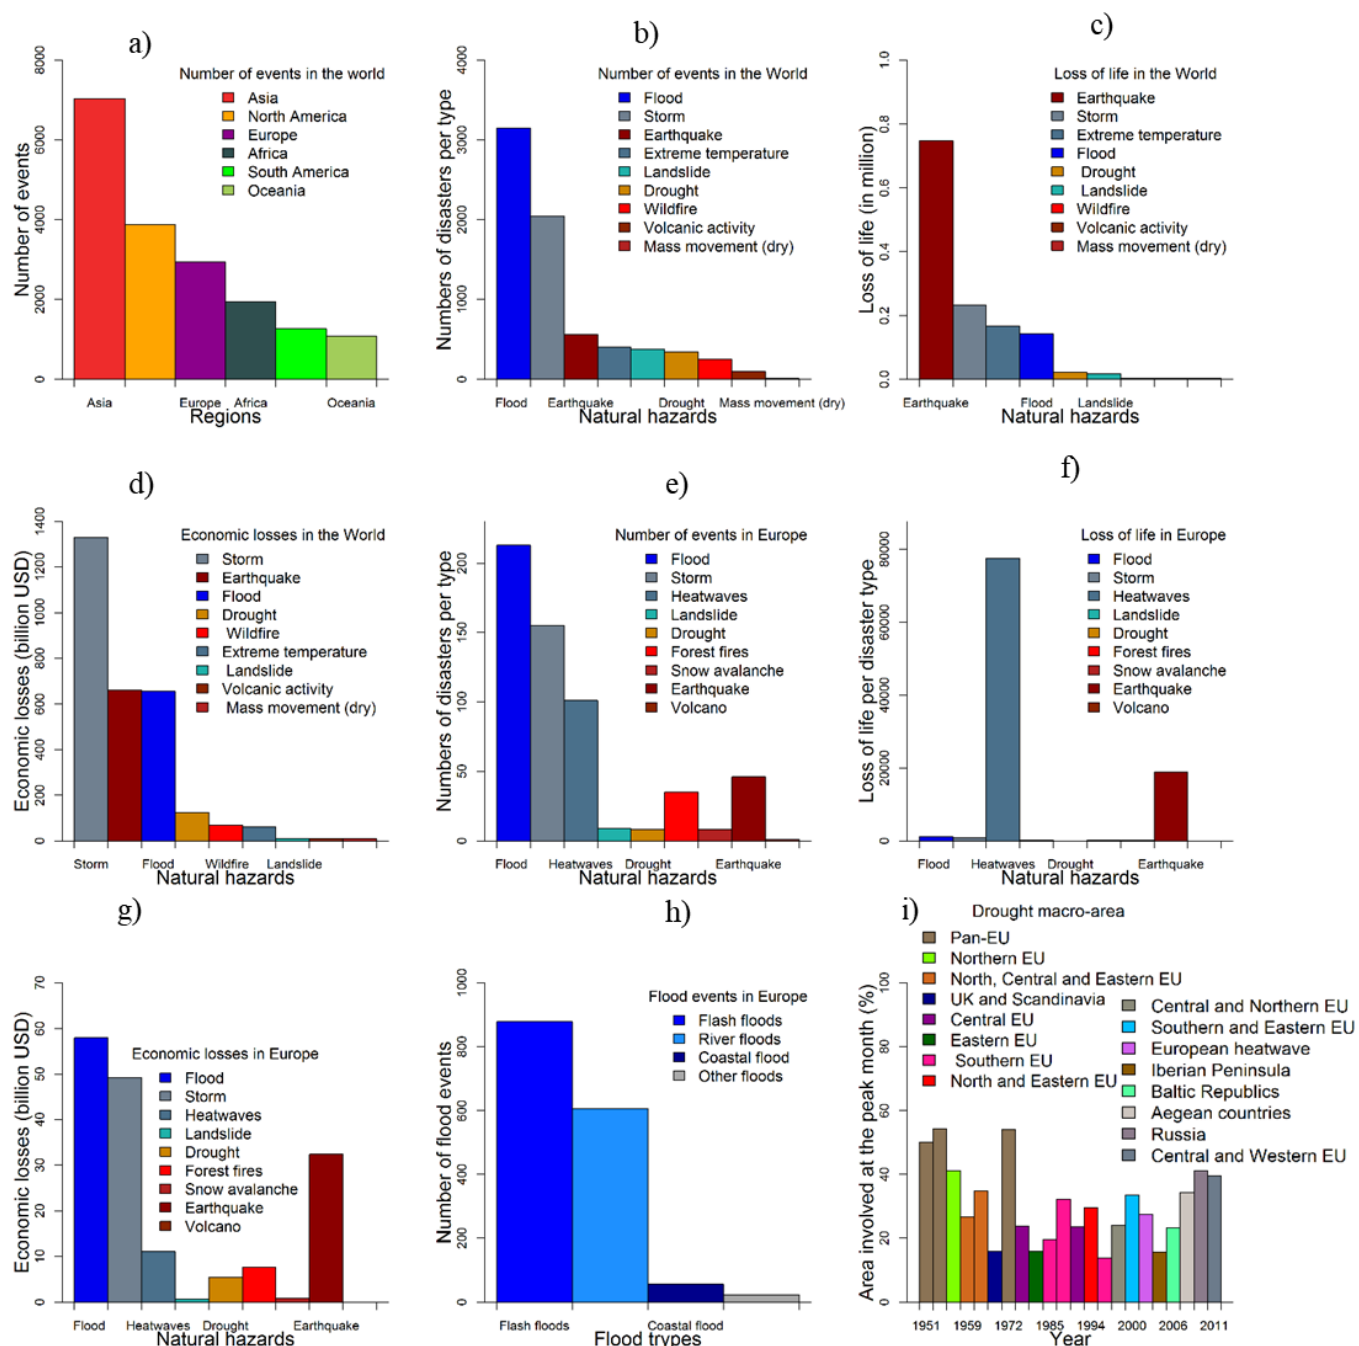 a)
Number of events in the world
Asia
North America
Europe
Africa
South America
Oceania
Number of events
0
2000
4000
6000
8000
Asia
Europe
Africa
Oceania
Regions
b)
Number of events in the World
Flood
Storm
Earthquake
Extreme temperature
Landslide
Drought
Wildfire
Volcanic activity
Mass movement (dry)
Numbers of disasters per type
0
1000
2000
3000
4000
Flood
Earthquake
Drought
Mass movement (dry)
Natural hazards
c)
Loss of life in the World
Earthquake
Storm
Extreme temperature
Flood
Drought
Landslide
Wildfire
Volcanic activity
Mass movement (dry)
Loss of life (in million)
0.0
0.2
0.4
0.6
0.8
1.0
Earthquake
Flood
Landslide
Natural hazards
d)
Economic losses in the World
Storm
Earthquake
Flood
Drought
Wildfire
Extreme temperature
Landslide
Volcanic activity
Mass movement (dry)
Economic losses (billion USD)
0
200
400
600
800
1000
1200
1400
Storm
Flood
Wildfire
Landslide
Natural hazards
e)
Number of events in Europe
Flood
Storm
Heatwaves
Landslide
Drought
Forest fires
Snow avalanche
Earthquake
Volcano
Numbers of disasters per type
0
50
100
150
200
Flood
Heatwaves
Drought
Earthquake
Natural hazards
f)
Loss of life in Europe
Flood
Storm
Heatwaves
Landslide
Drought
Forest fires
Snow avalanche
Earthquake
Volcano
Loss of life per disaster type
0
20000
40000
60000
80000
Flood
Heatwaves
Drought
Earthquake
Natural hazards
g)
Economic losses in Europe
Flood
Storm
Heatwaves
Landslide
Drought
Forest fires
Snow avalanche
Earthquake
Volcano
Economic losses (billion USD)
0
10
20
30
40
50
60
70
Flood
Heatwaves
Drought
Earthquake
Natural hazards
h)
Flood events in Europe
Flash floods
River floods
Coastal flood
Other floods
Number of flood events
0
200
400
600
800
1000
Flash floods
Coastal flood
Flood trypes
i)
Drought macro-area
Pan-EU
Northern EU
North, Central and Eastern EU
UK and Scandinavia
Central EU
Eastern EU
Southern EU
North and Eastern EU
Central and Northern EU
Southern and Eastern EU
European heatwave
Iberian Peninsula
Baltic Republics
Aegean countries
Russia
Central and Western EU
Area involved at the peak month (%)
0
20
40
60
80
100
1951
1959
1972
1985
1994
2000
2006
2011
Year